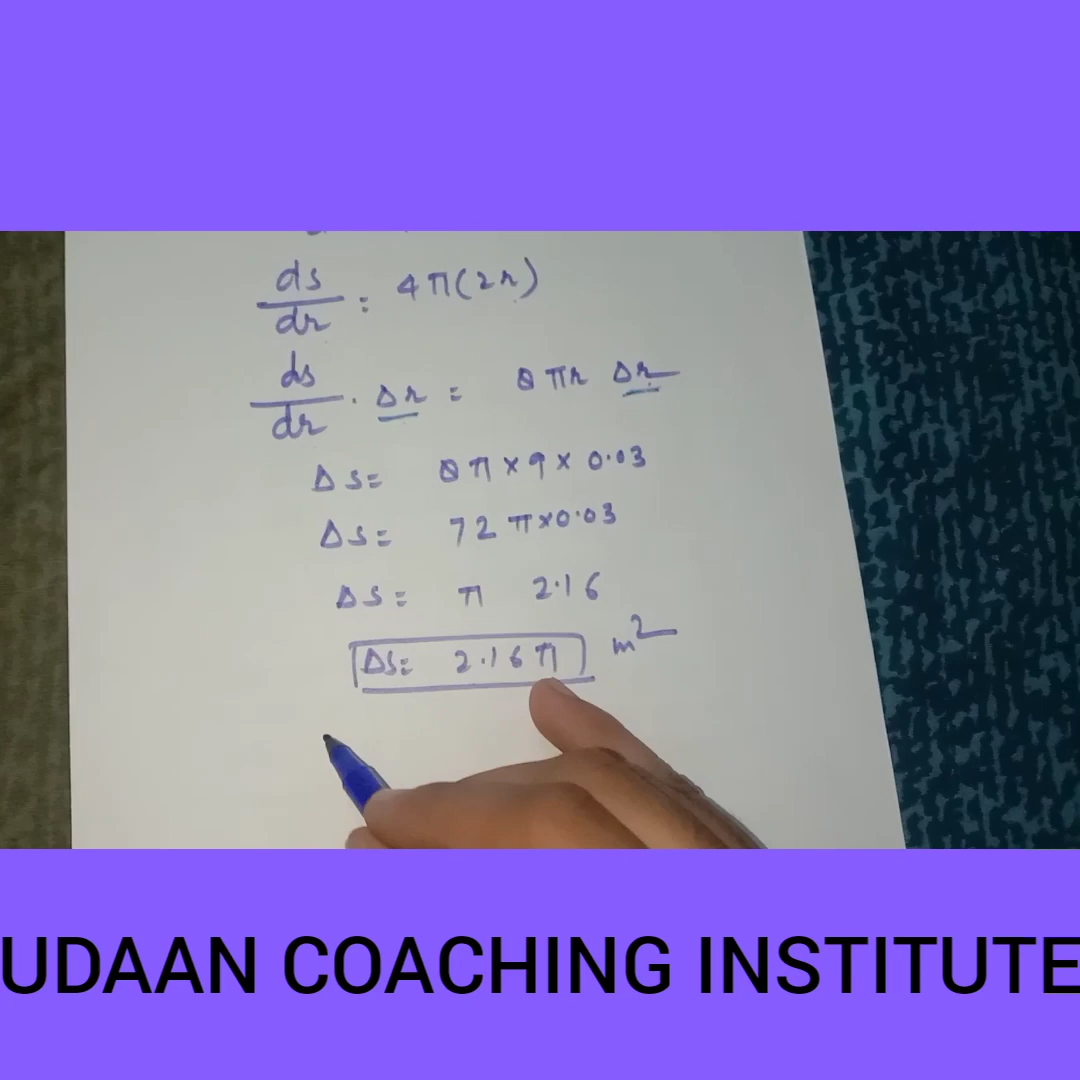 ds/dr = 4π(2r)
ds/dr · Δr = 8πr Δr
Δs = 8π × 9 × 0.03
Δs = 72π×0.03
Δs = π 2.16
Δs = 2.16π m²
UDAAN COACHING INSTITUTE